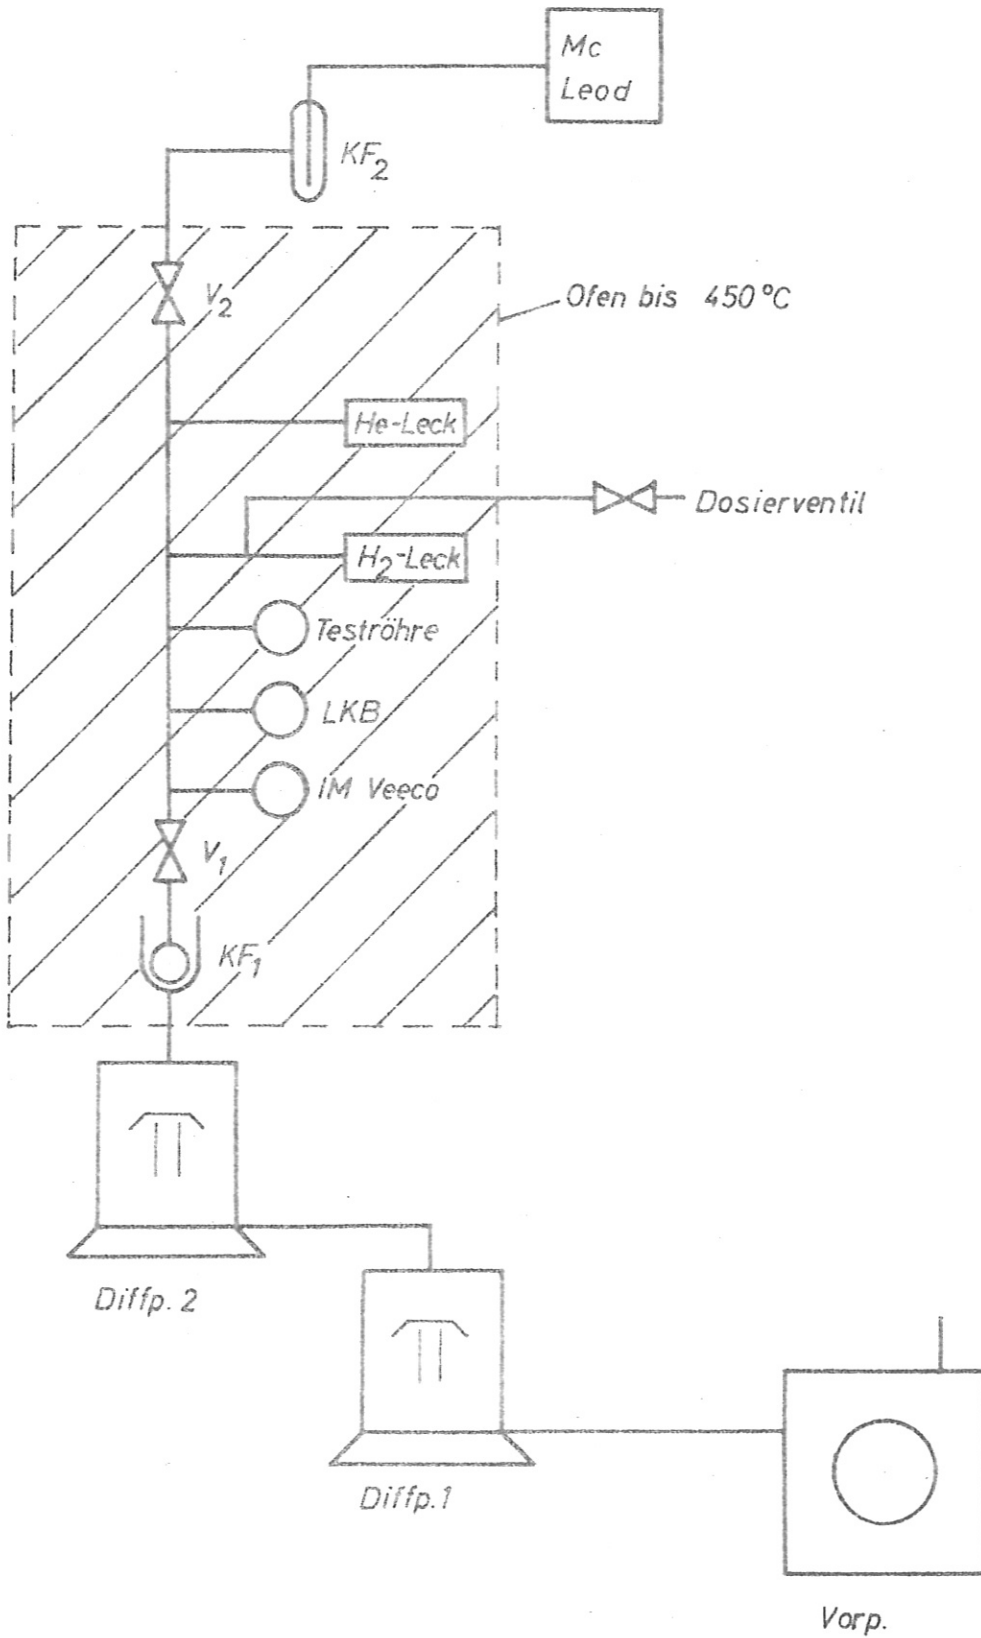 Mc
Leod
KF₂
V₂
Ofen bis 450°C
He-Leck
Dosierventil
H₂-Leck
Teströhre
LKB
IM Veeco
V₁
KF₁
Diffp. 2
Diffp. 1
Vorp.